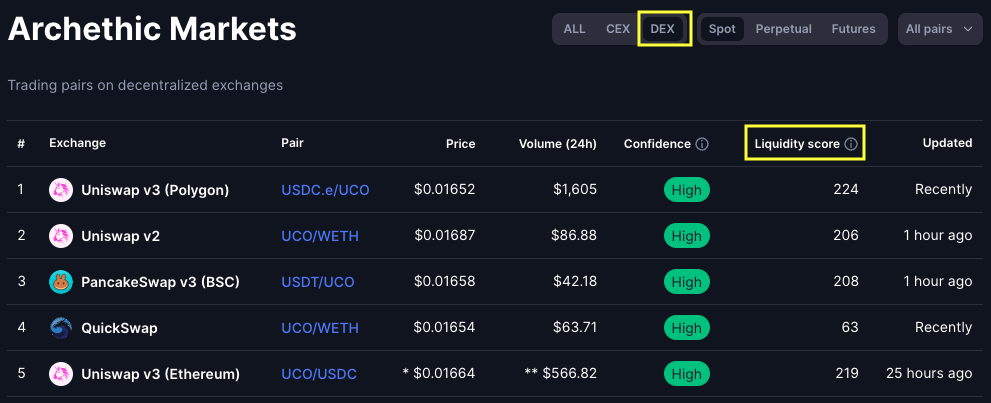 Archethic Markets
ALL CEX DEX Spot Perpetual Futures All pairs
Trading pairs on decentralized exchanges
# Exchange Pair Price Volume (24h) Confidence Liquidity score Updated
1 Uniswap v3 (Polygon) USDC.e/UCO $0.01652 $1,605 High 224 Recently
2 Uniswap v2 UCO/WETH $0.01687 $86.88 High 206 1 hour ago
3 PancakeSwap v3 (BSC) USDT/UCO $0.01658 $42.18 High 208 1 hour ago
4 QuickSwap UCO/WETH $0.01654 $63.71 High 63 Recently
5 Uniswap v3 (Ethereum) UCO/USDC * $0.01664 ** $566.82 High 219 25 hours ago